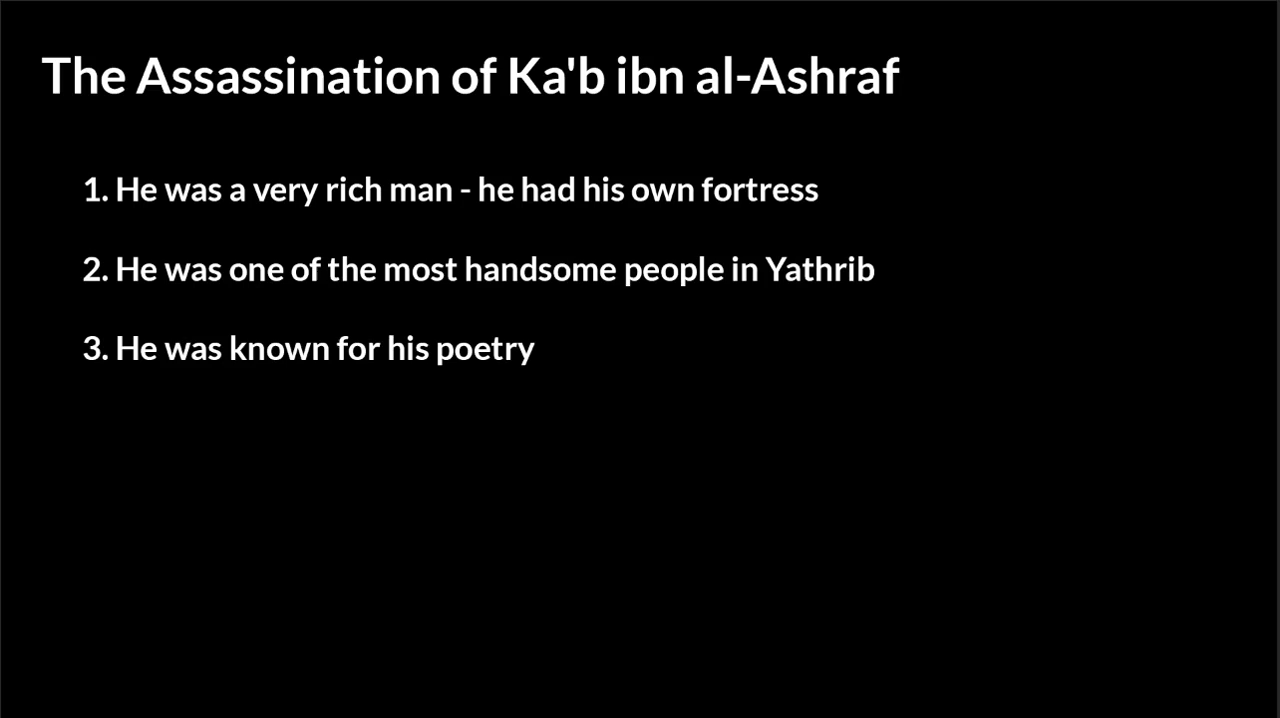 The Assassination of Ka'b ibn al-Ashraf
1. He was a very rich man - he had his own fortress
2. He was one of the most handsome people in Yathrib
3. He was known for his poetry